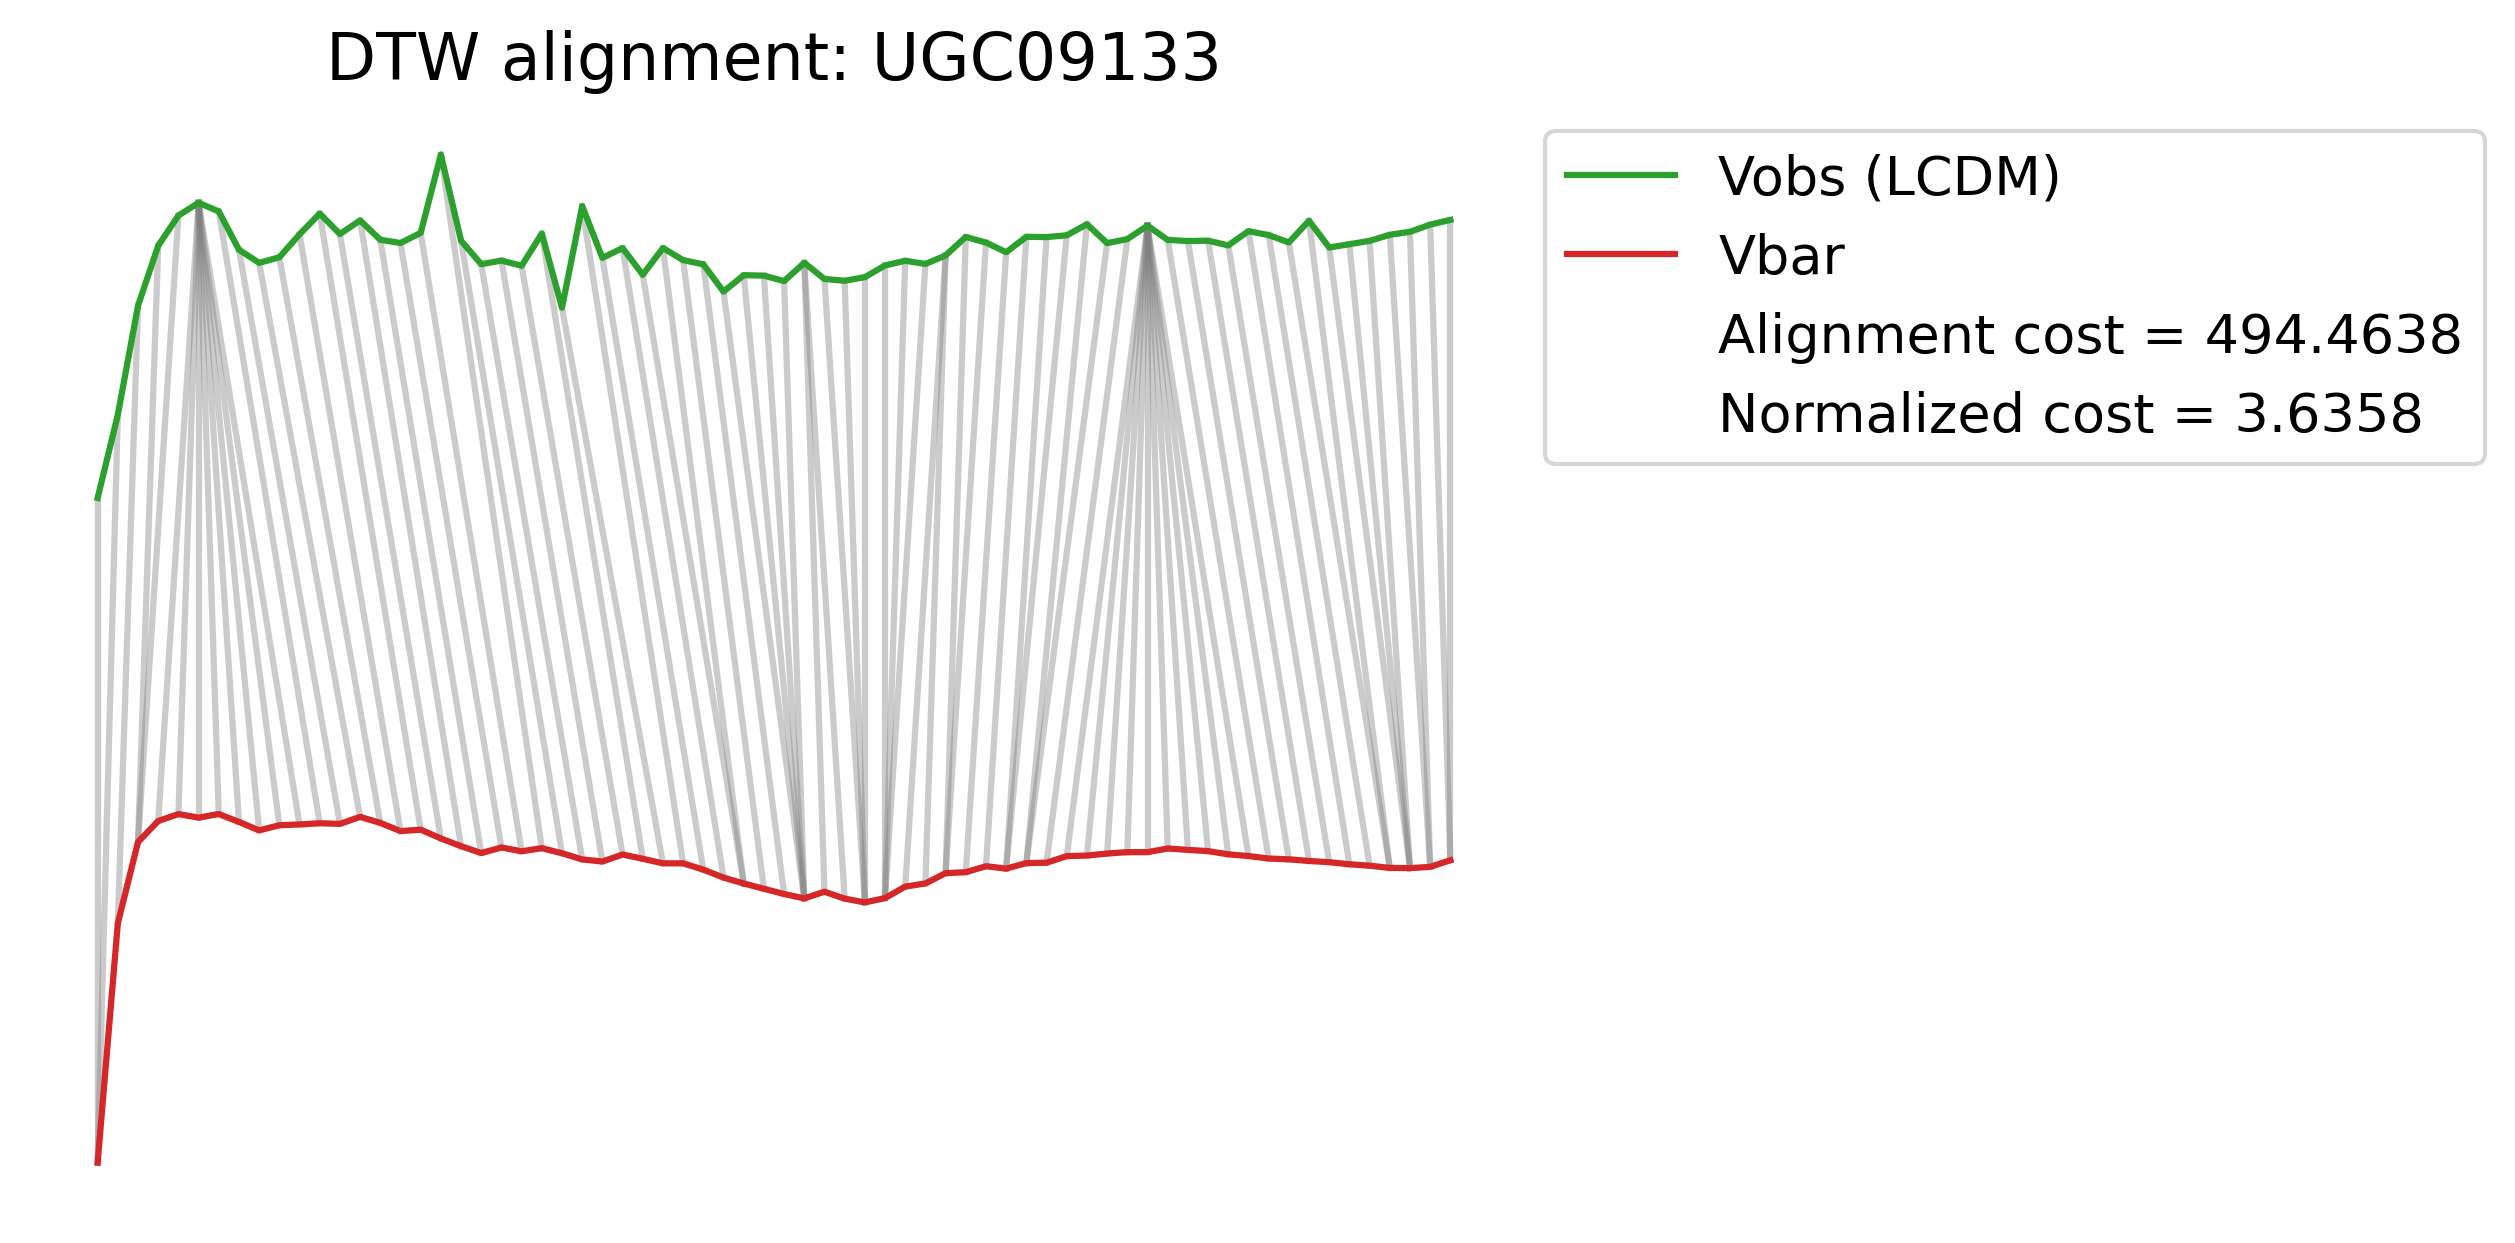 DTW alignment: UGC09133
Vobs (LCDM)
Vbar
Alignment cost = 494.4638
Normalized cost = 3.6358